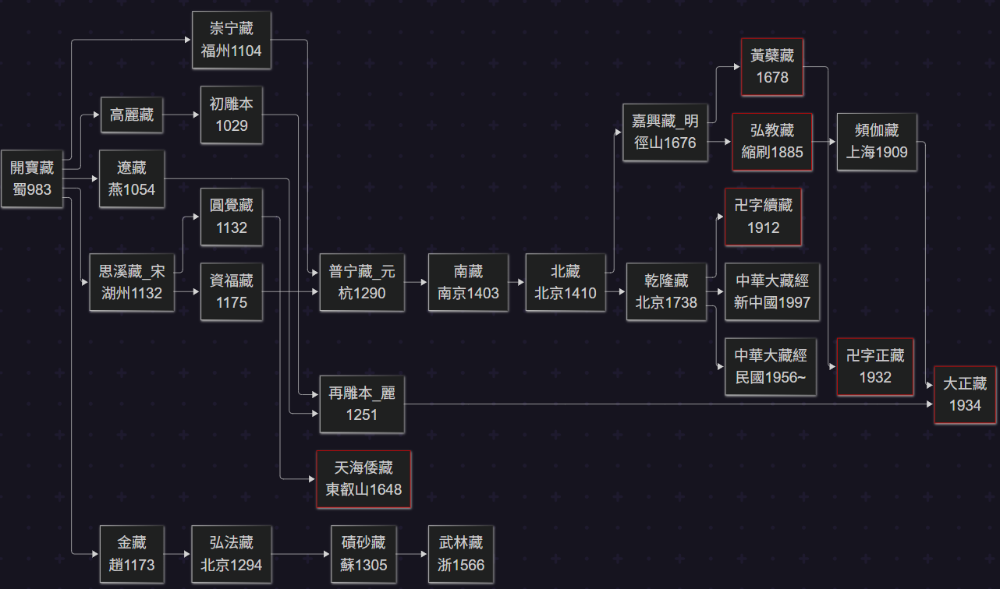 開寶藏
蜀983
崇宁藏
福州1104
高麗藏
初雕本
1029
遼藏
燕1054
思溪藏_宋
湖州1132
圓覺藏
1132
資福藏
1175
普宁藏_元
杭1290
南藏
南京1403
北藏
北京1410
嘉興藏_明
徑山1676
乾隆藏
北京1738
黃蘗藏
1678
弘教藏
縮刷1885
頻伽藏
上海1909
卍字續藏
1912
中華大藏經
新中國1997
中華大藏經
民國1956~
卍字正藏
1932
大正藏
1934
再雕本_麗
1251
天海倭藏
東叡山1648
金藏
趙1173
弘法藏
北京1294
磧砂藏
蘇1305
武林藏
浙1566